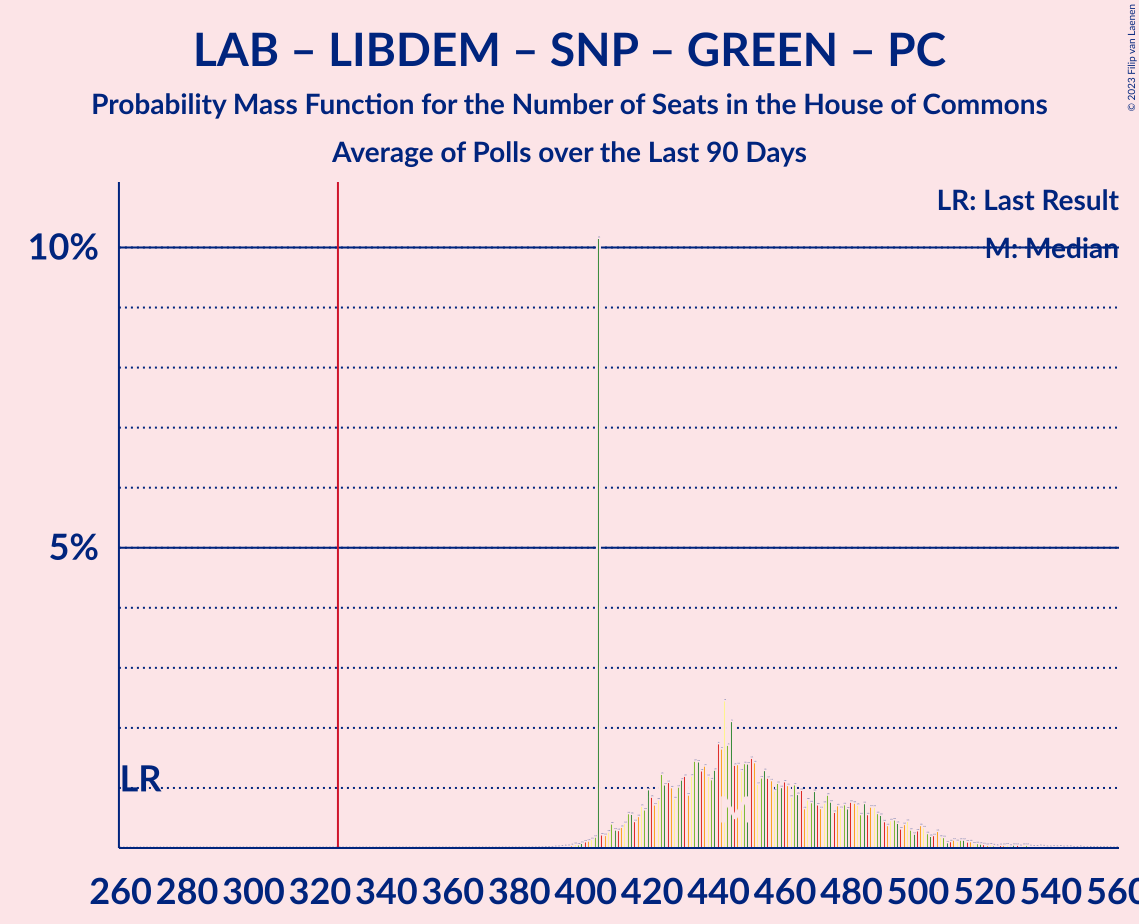 LAB – LIBDEM – SNP – GREEN – PC
Probability Mass Function for the Number of Seats in the House of Commons
Average of Polls over the Last 90 Days
© 2023 Filip van Laenen
LR: Last Result
M: Median
10%
5%
LR
260 280 300 320 340 360 380 400 420 440 460 480 500 520 540 560